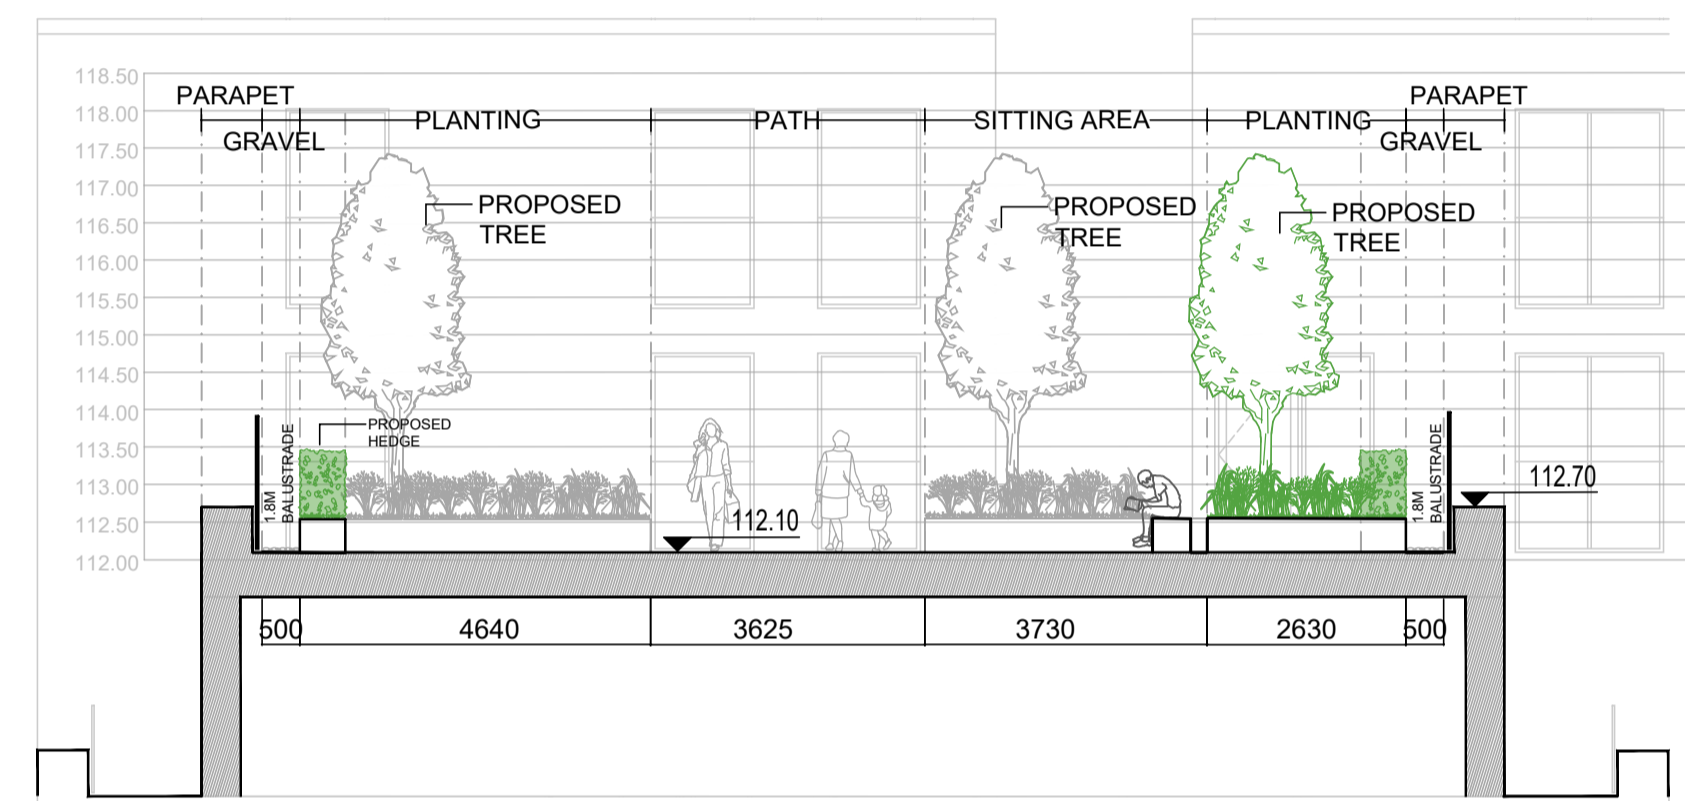 118.50
118.00
117.50
117.00
116.50
116.00
115.50
115.00
114.50
114.00
113.50
113.00
112.50
112.00
PARAPET
GRAVEL
PLANTING
PATH
SITTING AREA
PLANTING
PARAPET
GRAVEL
PROPOSED
TREE
PROPOSED
TREE
PROPOSED
TREE
PROPOSED
HEDGE
1.8M
BALUSTRADE
112.10
1.8M
BALUSTRADE
112.70
500
4640
3625
3730
2630
500